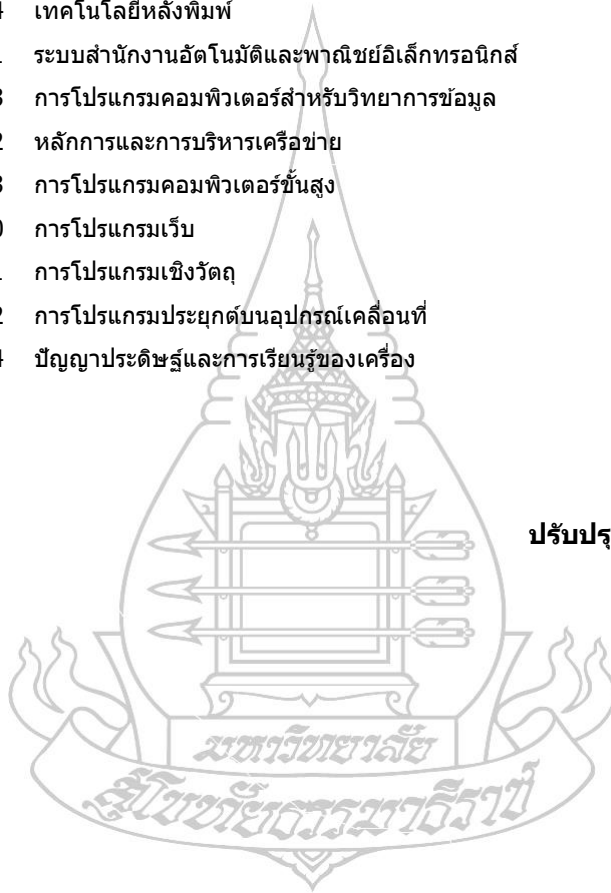 4 เทคโนโลยีหลังพิมพ์
1 ระบบสำนักงานอัตโนมัติและพาณิชย์อิเล็กทรอนิกส์
3 การโปรแกรมคอมพิวเตอร์สำหรับวิทยาการข้อมูล
2 หลักการและการบริหารเครือข่าย
3 การโปรแกรมคอมพิวเตอร์ขั้นสูง
0 การโปรแกรมเว็บ
1 การโปรแกรมเชิงวัตถุ
2 การโปรแกรมประยุกต์บนอุปกรณ์เคลื่อนที่
4 ปัญญาประดิษฐ์และการเรียนรู้ของเครื่อง
ปรับปรุ
มหาวิทยาลัย
สุโขทัยธรรมาธิราช